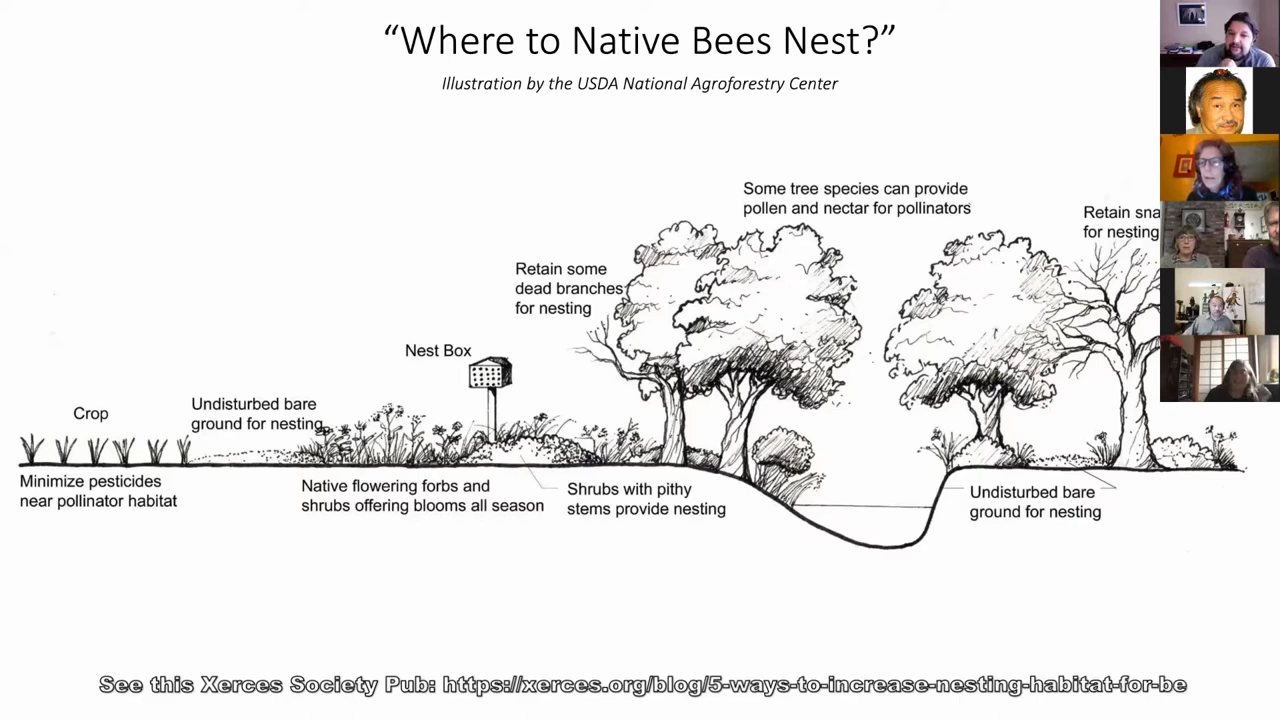 “Where to Native Bees Nest?”
Illustration by the USDA National Agroforestry Center
Some tree species can provide
pollen and nectar for pollinators
Retain
for nesting
Retain some
dead branches
for nesting
Nest Box
Crop
Undisturbed bare
ground for nesting
Minimize pesticides
near pollinator habitat
Native flowering forbs and
shrubs offering blooms all season
Shrubs with pithy
stems provide nesting
Undisturbed bare
ground for nesting
See this Xerces Society Pub: https://xerces.org/blog/5-ways-to-increase-nesting-habitat-for-be